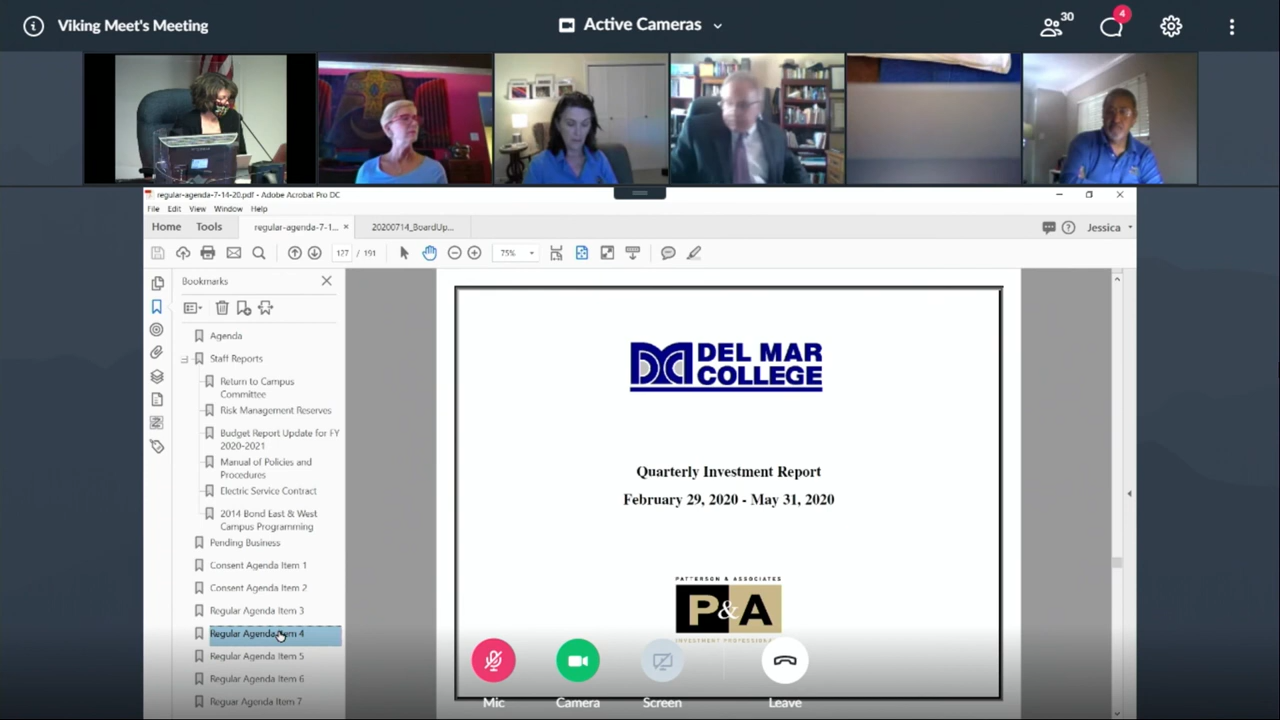 Viking Meet's Meeting
Active Cameras
30
4
regular-agenda-7-14-20.pdf - Adobe Acrobat Pro DC
File Edit View Window Help
Home Tools regular-agenda-7-1... × 20200714_BoardUp...
Jessica
127 / 191
75%
Bookmarks
Agenda
Staff Reports
Return to Campus
Committee
Risk Management Reserves
Budget Report Update for FY
2020-2021
Manual of Policies and
Procedures
Electric Service Contract
2014 Bond East & West
Campus Programming
Pending Business
Consent Agenda Item 1
Consent Agenda Item 2
Regular Agenda Item 3
Regular Agenda Item 4
Regular Agenda Item 5
Regular Agenda Item 6
Reguar Agenda Item 7
DMC DEL MAR
COLLEGE
Quarterly Investment Report
February 29, 2020 - May 31, 2020
PATTERSON & ASSOCIATES
P&A
INVESTMENT PROFESSIONA
Mic
Camera
Screen
Leave